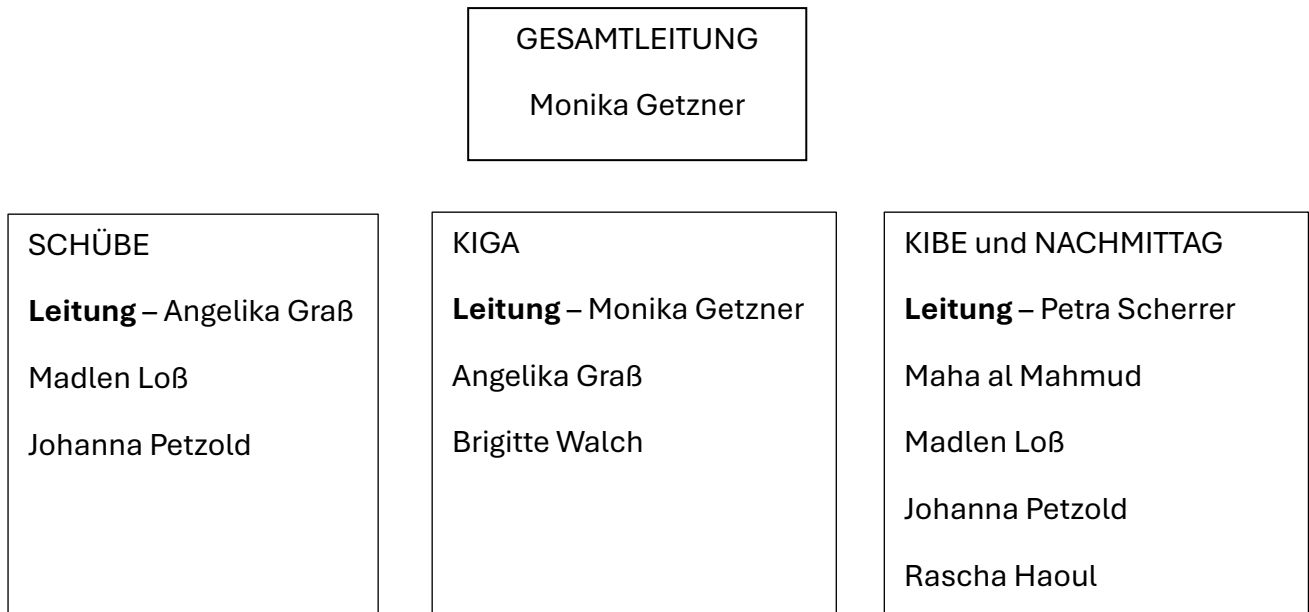 GESAMTLEITUNG
Monika Getzner
SCHÜBE
Leitung – Angelika Graß
Madlen Loß
Johanna Petzold
KIGA
Leitung – Monika Getzner
Angelika Graß
Brigitte Walch
KIBE und NACHMITTAG
Leitung – Petra Scherrer
Maha al Mahmud
Madlen Loß
Johanna Petzold
Rascha Haoul